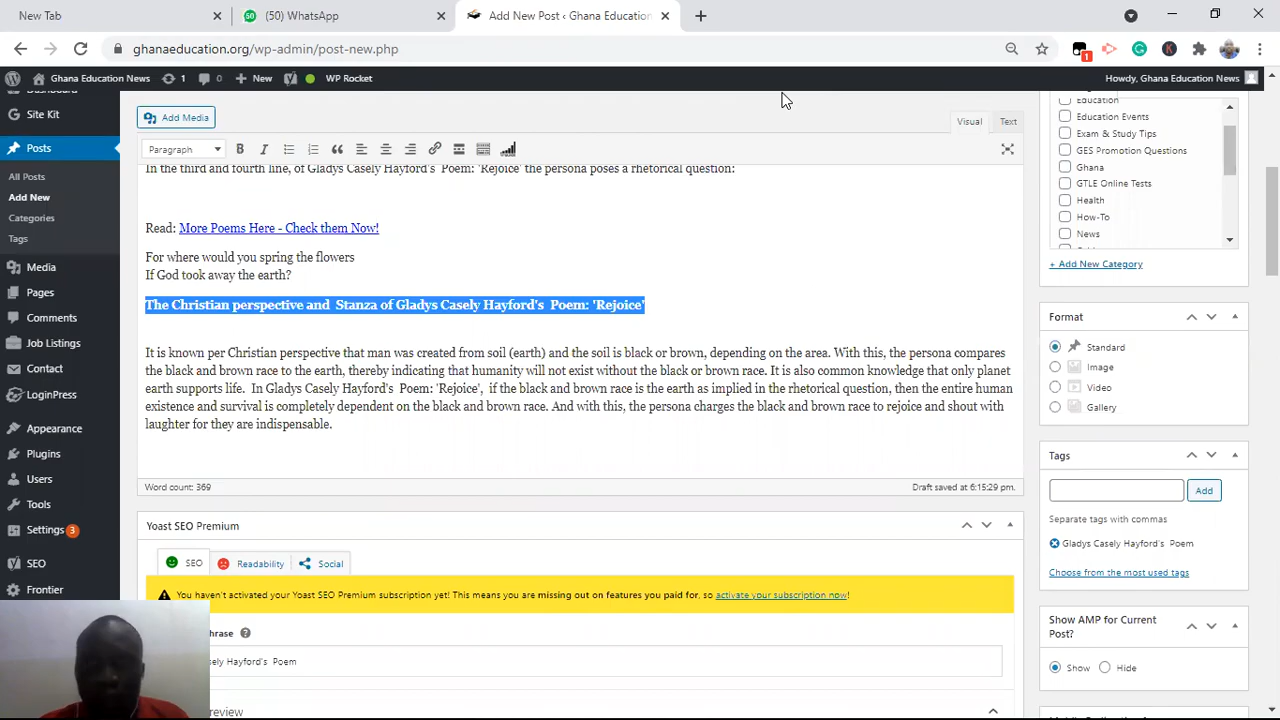 New Tab
(50) WhatsApp
Add New Post ‹ Ghana Education
ghanaeducation.org/wp-admin/post-new.php
1
Ghana Education News
1
0
New
WP Rocket
Howdy, Ghana Education News
Dashboard
Site Kit
Posts
All Posts
Add New
Categories
Tags
Media
Pages
Comments
Job Listings
Contact
LoginPress
Appearance
Plugins
Users
Tools
Settings 3
SEO
Frontier
Add Media
Visual
Text
Paragraph
B I
In the third and fourth line, of Gladys Casely Hayford's Poem: 'Rejoice' the persona poses a rhetorical question:
Read: More Poems Here - Check them Now!
For where would you spring the flowers
If God took away the earth?
The Christian perspective and Stanza of Gladys Casely Hayford's Poem: 'Rejoice'
It is known per Christian perspective that man was created from soil (earth) and the soil is black or brown, depending on the area. With this, the persona compares
the black and brown race to the earth, thereby indicating that humanity will not exist without the black or brown race. It is also common knowledge that only planet
earth supports life. In Gladys Casely Hayford's Poem: 'Rejoice', if the black and brown race is the earth as implied in the rhetorical question, then the entire human
existence and survival is completely dependent on the black and brown race. And with this, the persona charges the black and brown race to rejoice and shout with
laughter for they are indispensable.
Word count: 369
Draft saved at 6:15:29 pm.
Yoast SEO Premium
SEO
Readability
Social
You haven't activated your Yoast SEO Premium subscription yet! This means you are missing out on features you paid for, so activate your subscription now!
hrase
sely Hayford's Poem
review
Education
Education Events
Exam & Study Tips
GES Promotion Questions
Ghana
GTLE Online Tests
Health
How-To
News
+ Add New Category
Format
Standard
Image
Video
Gallery
Tags
Add
Separate tags with commas
Gladys Casely Hayford's Poem
Choose from the most used tags
Show AMP for Current
Post?
Show
Hide